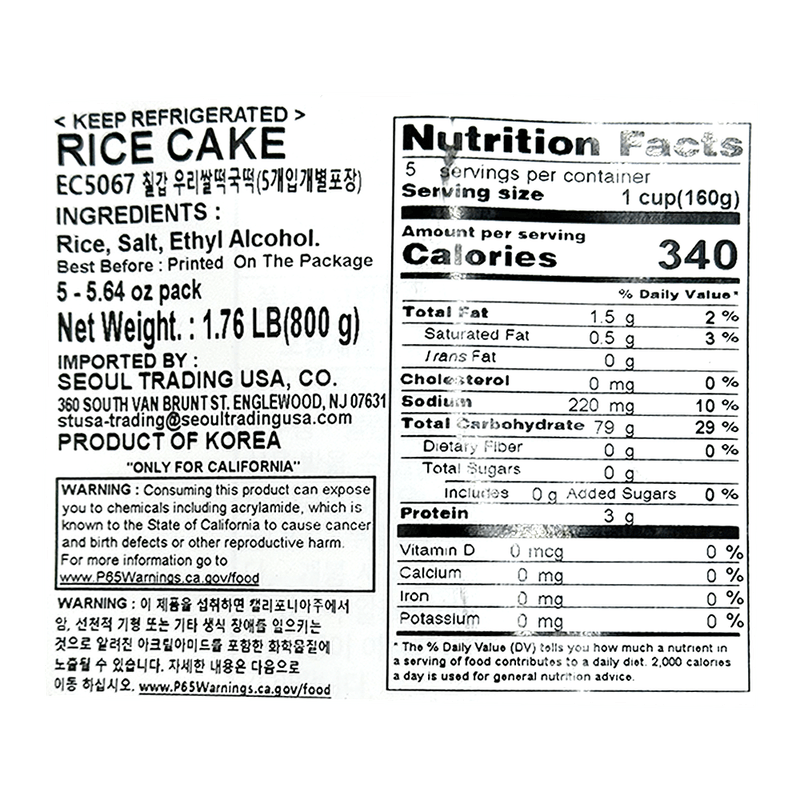 < KEEP REFRIGERATED >
RICE CAKE
EC5067 칠갑 우리쌀떡국떡(5개입개별포장)
INGREDIENTS :
Rice, Salt, Ethyl Alcohol.
Best Before : Printed On The Package
5 - 5.64 oz pack
Net Weight. : 1.76 LB(800 g)
IMPORTED BY :
SEOUL TRADING USA, CO.
360 SOUTH VAN BRUNT ST. ENGLEWOOD, NJ 07631
stusa-trading@seoultradingusa.com
PRODUCT OF KOREA
"ONLY FOR CALIFORNIA"
WARNING : Consuming this product can expose
you to chemicals including acrylamide, which is
known to the State of California to cause cancer
and birth defects or other reproductive harm.
For more information go to
www.P65Warnings.ca.gov/food
WARNING : 이 제품을 섭취하면 캘리포니아주에서
암, 선천적 기형 또는 기타 생식 장애를 일으키는
것으로 알려진 아크릴아미드를 포함한 화학물질에
노출될 수 있습니다. 자세한 내용은 다음으로
이동 하십시오. www.P65Warnings.ca.gov/food
Nutrition Facts
5 servings per container
Serving size 1 cup(160g)
Amount per serving
Calories 340
% Daily Value*
Total Fat 1.5 g 2 %
Saturated Fat 0.5 g 3 %
Trans Fat 0 g
Cholesterol 0 mg 0 %
Sodium 220 mg 10 %
Total Carbohydrate 79 g 29 %
Dietary Fiber 0 g 0 %
Total Sugars 0 g
Includes 0 g Added Sugars 0 %
Protein 3 g
Vitamin D 0 mcg 0 %
Calcium 0 mg 0 %
Iron 0 mg 0 %
Potassium 0 mg 0 %
* The % Daily Value (DV) tells you how much a nutrient in
a serving of food contributes to a daily diet. 2,000 calories
a day is used for general nutrition advice.